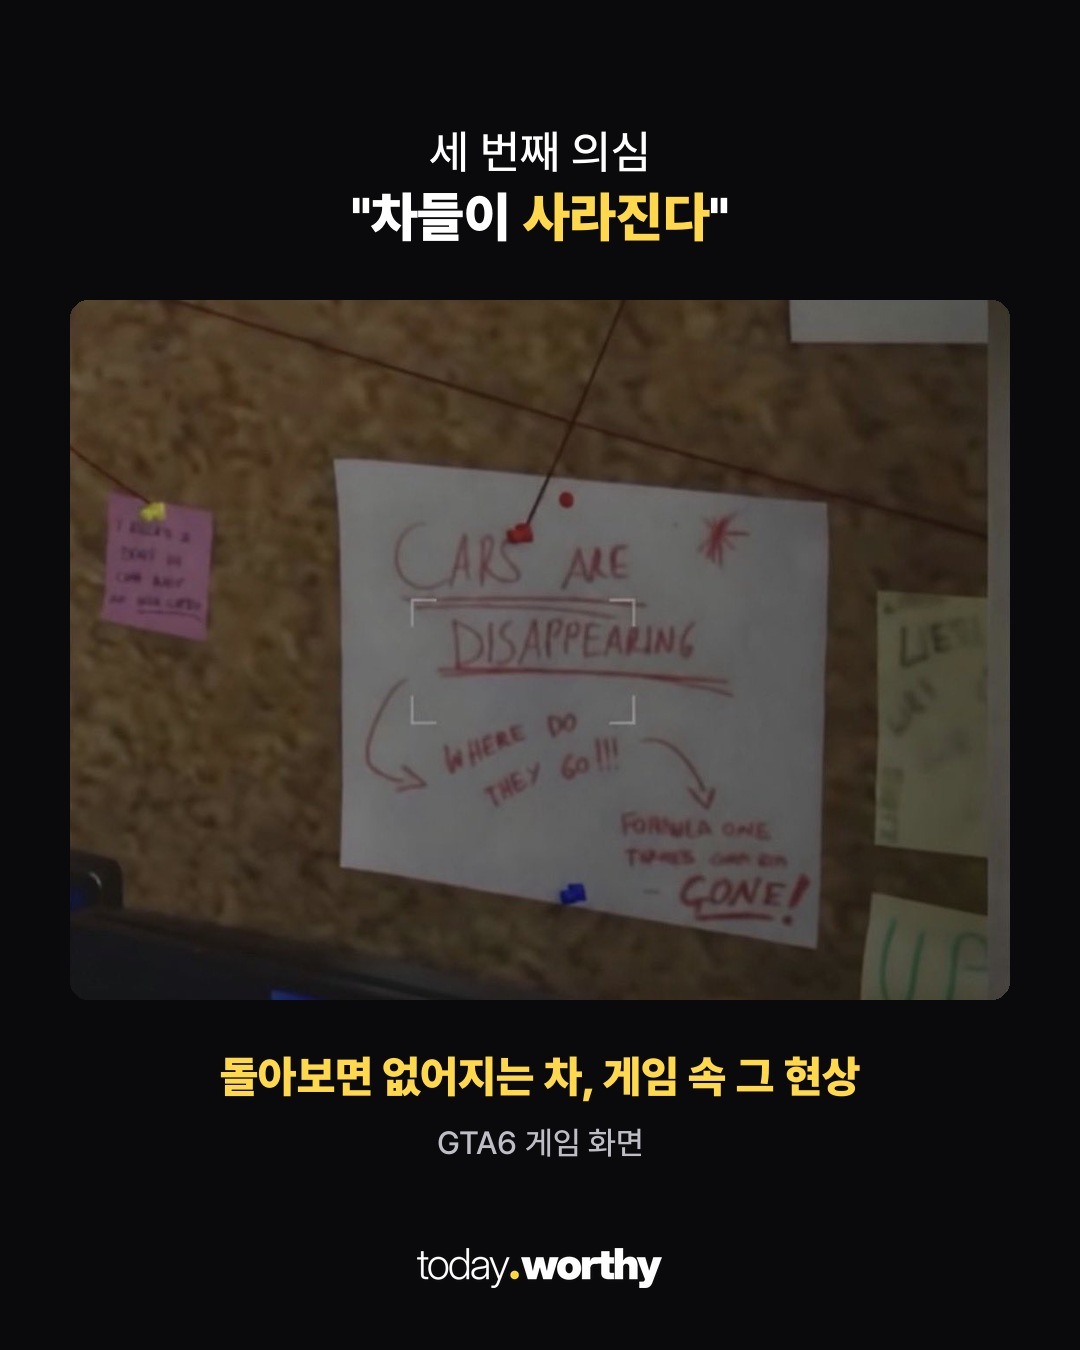 세 번째 의심
"차들이 사라진다"
CARS ARE
DISAPPEARING
WHERE DO
THEY GO!!!
FORMULA ONE
GONE!
돌아보면 없어지는 차, 게임 속 그 현상
GTA6 게임 화면
today.worthy